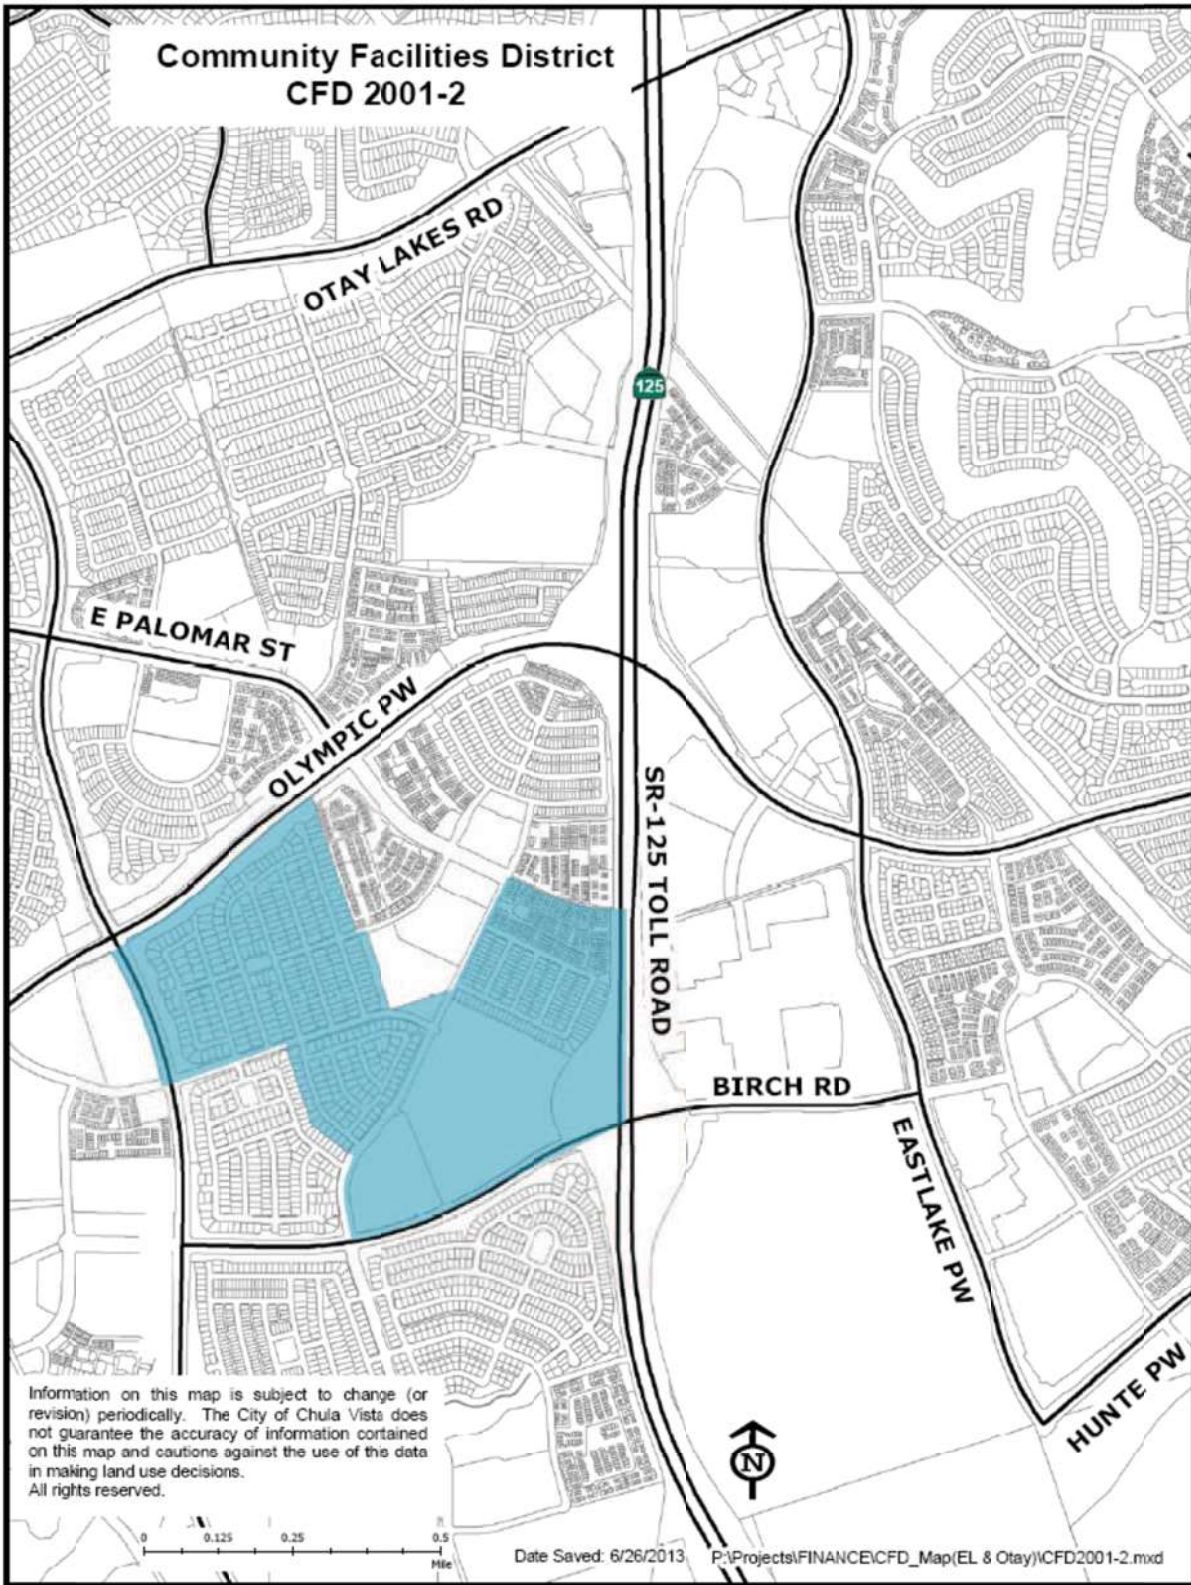 Community Facilities District
CFD 2001-2
OTAY LAKES RD
125
E PALOMAR ST
OLYMPIC PW
SR-125 TOLL ROAD
BIRCH RD
EASTLAKE PW
HUNTE PW
Information on this map is subject to change (or
revision) periodically. The City of Chula Vista does
not guarantee the accuracy of information contained
on this map and cautions against the use of this data
in making land use decisions.
All rights reserved.
N
0 0.125 0.25 0.5
Mile
Date Saved: 6/26/2013 P:\Projects\FINANCE\CFD_Map(EL & Otay)\CFD2001-2.mxd